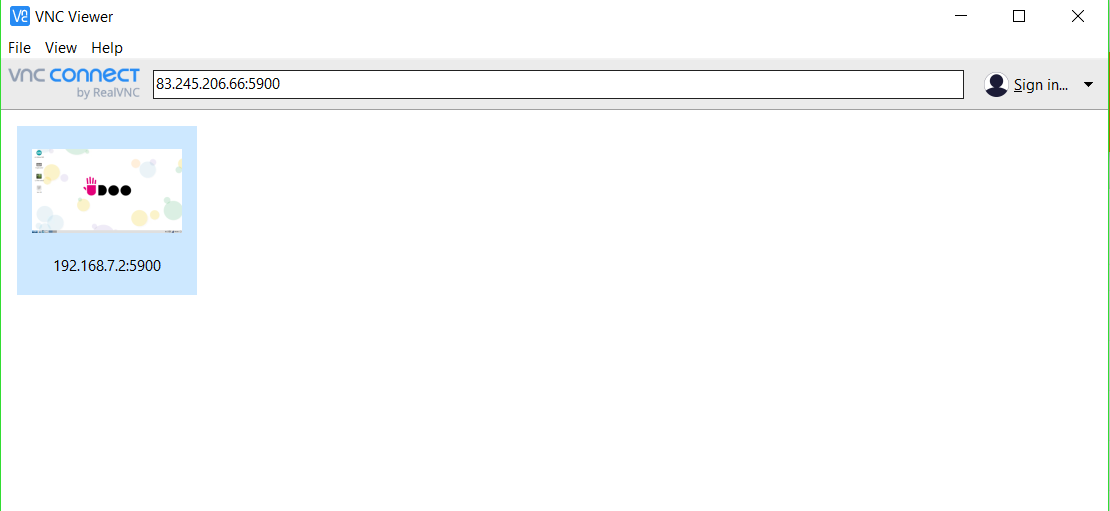 VNC Viewer
File View Help
vnc connect
by RealVNC
83.245.206.66:5900
Sign in...
UDOO
192.168.7.2:5900